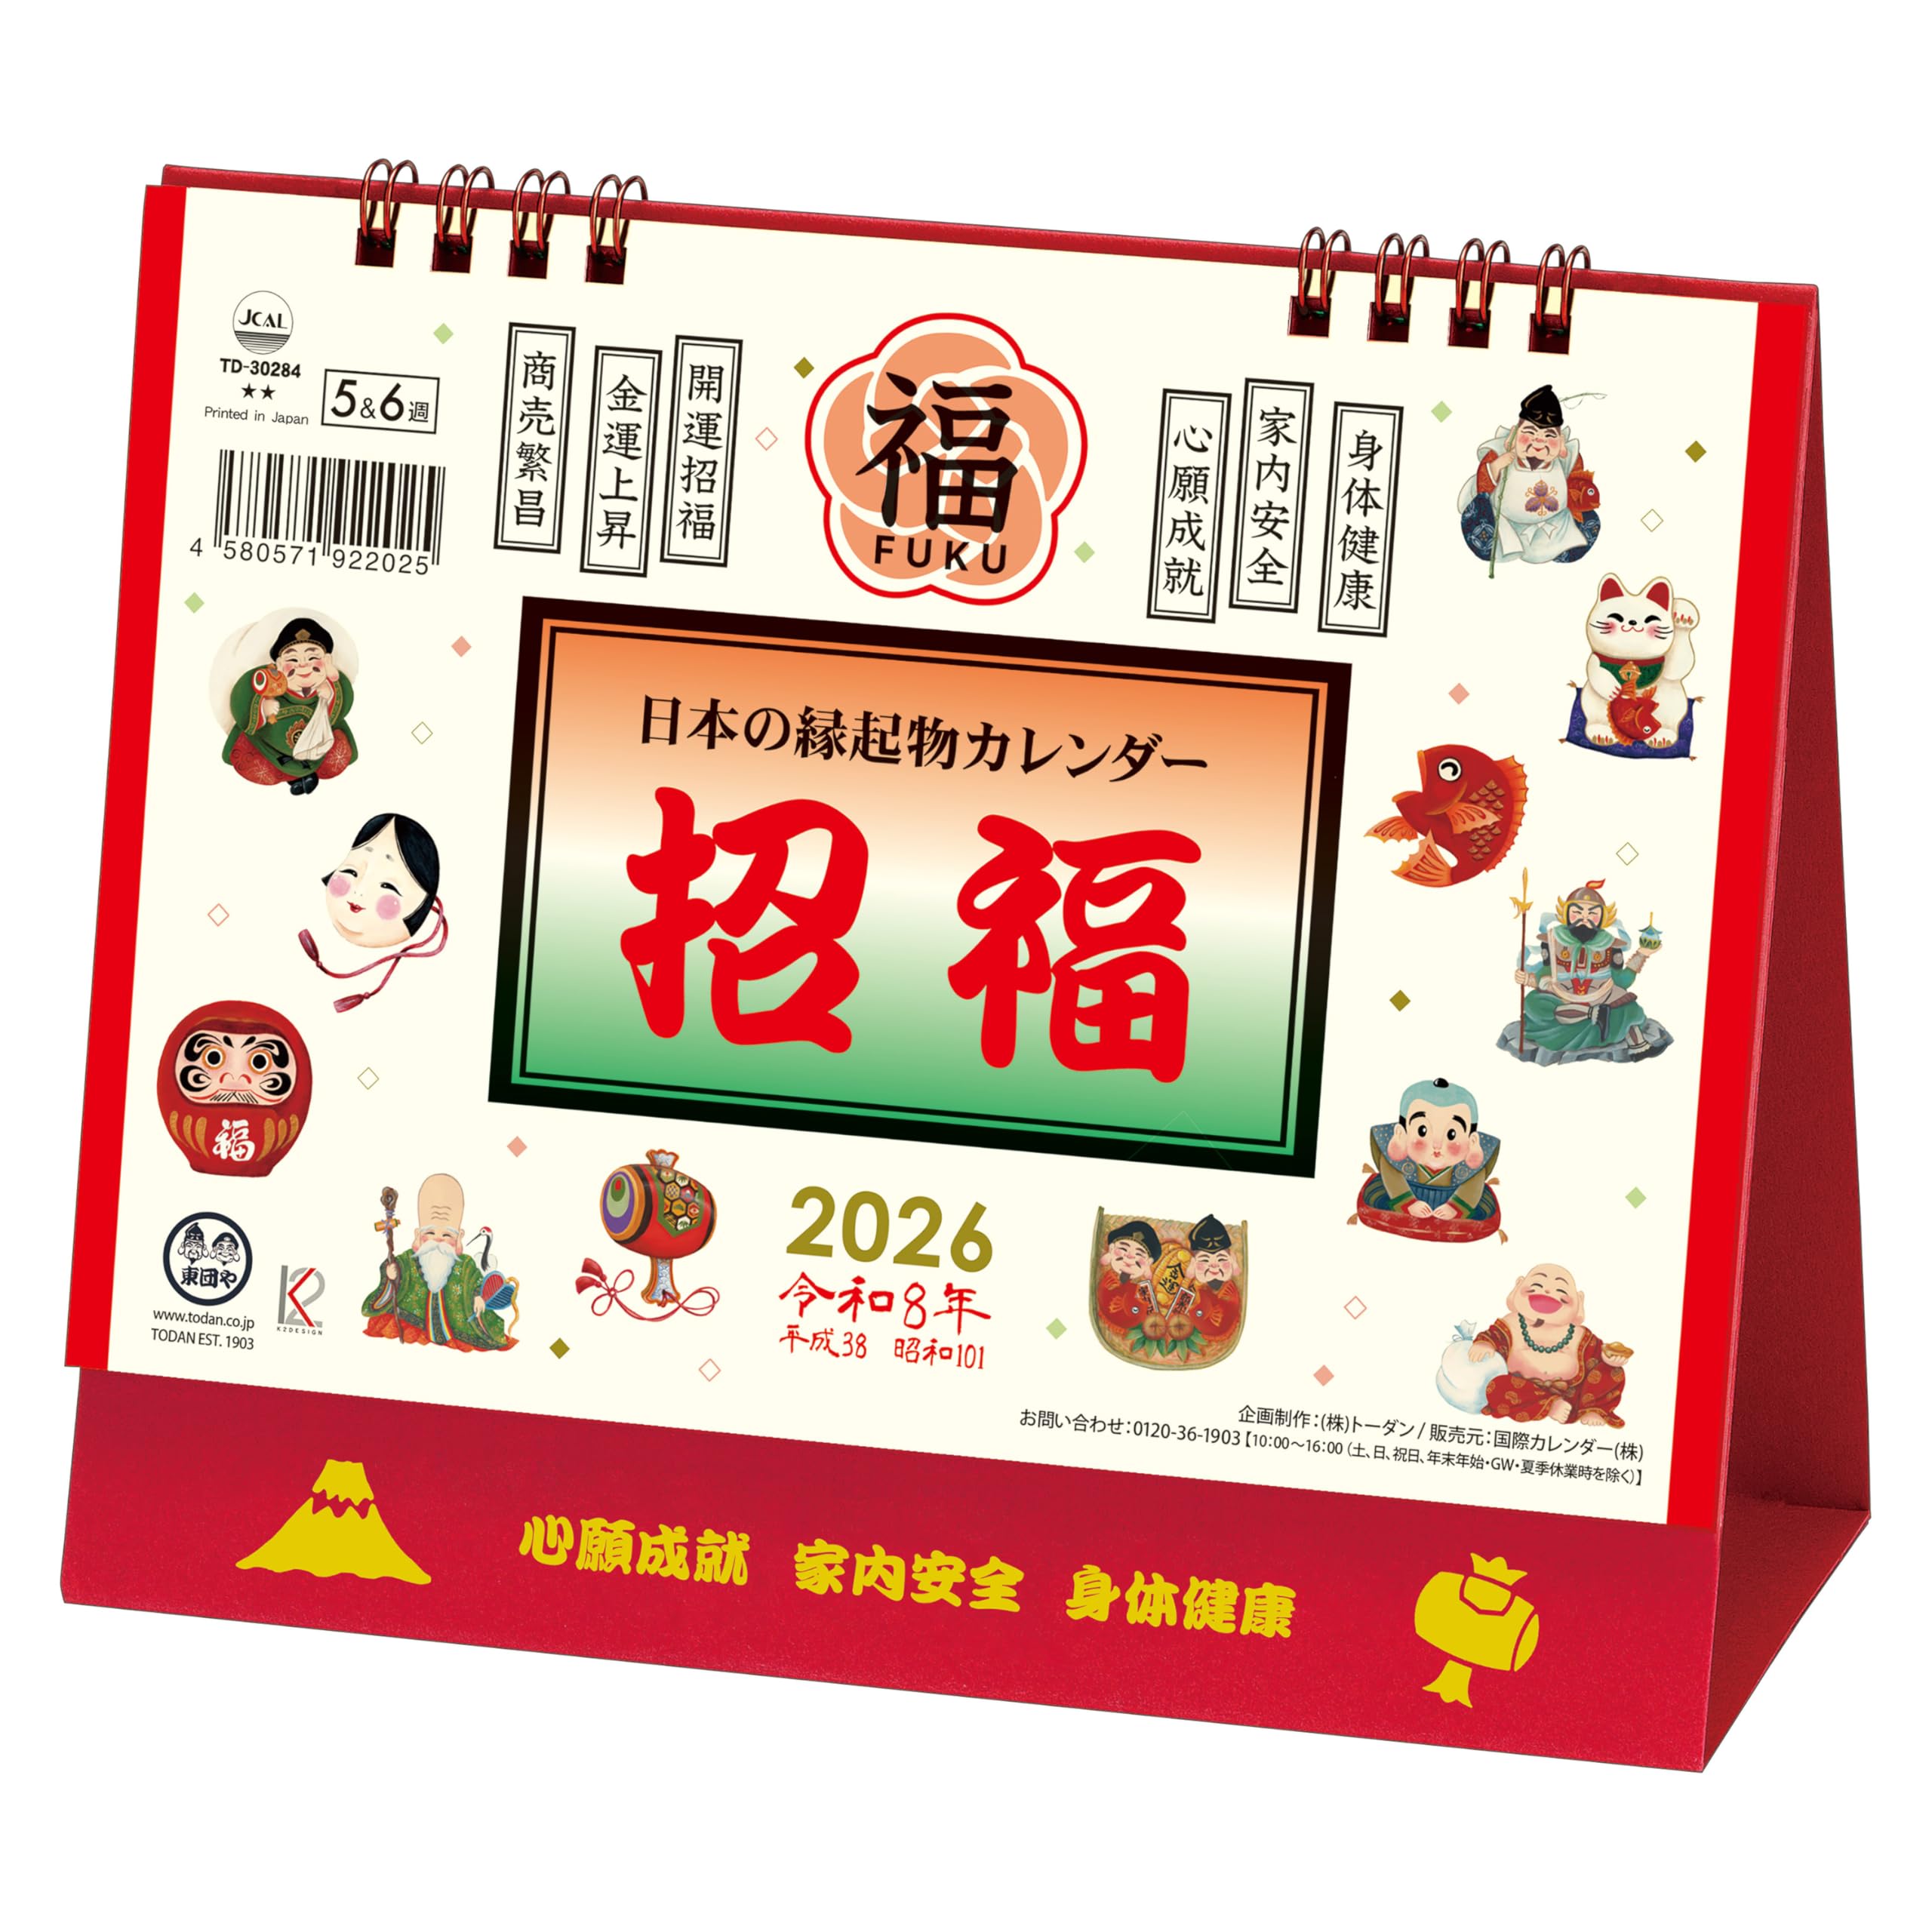 JCAL
TD-30284
★★
Printed in Japan
5&6週
4 580571 922025
商売繁昌
金運上昇
開運招福
福
FUKU
心願成就
家内安全
身体健康
日本の縁起物カレンダー
招福
福
金運
東団や
www.todan.co.jp
TODAN EST. 1903
K2DESIGN
2026
令和8年
平成38 昭和101
企画制作:(株)トーダン / 販売元:国際カレンダー(株)
お問い合わせ:0120-36-1903【10:00～16:00(土、日、祝日、年末年始・GW・夏季休業時を除く)】
心願成就 家内安全 身体健康